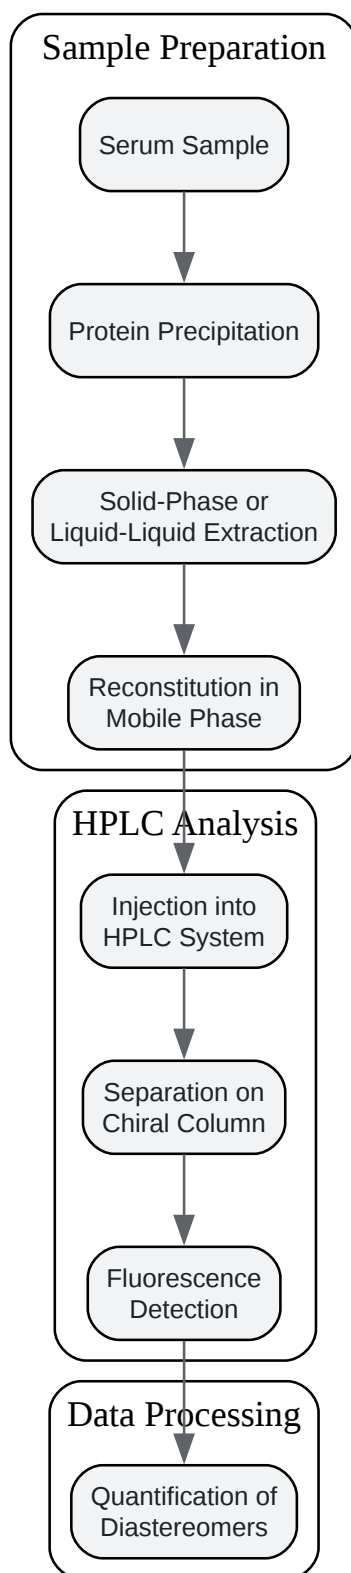 Sample Preparation
Serum Sample
Protein Precipitation
Solid-Phase or
Liquid-Liquid Extraction
Reconstitution in
Mobile Phase
HPLC Analysis
Injection into
HPLC System
Separation on
Chiral Column
Fluorescence
Detection
Data Processing
Quantification of
Diastereomers